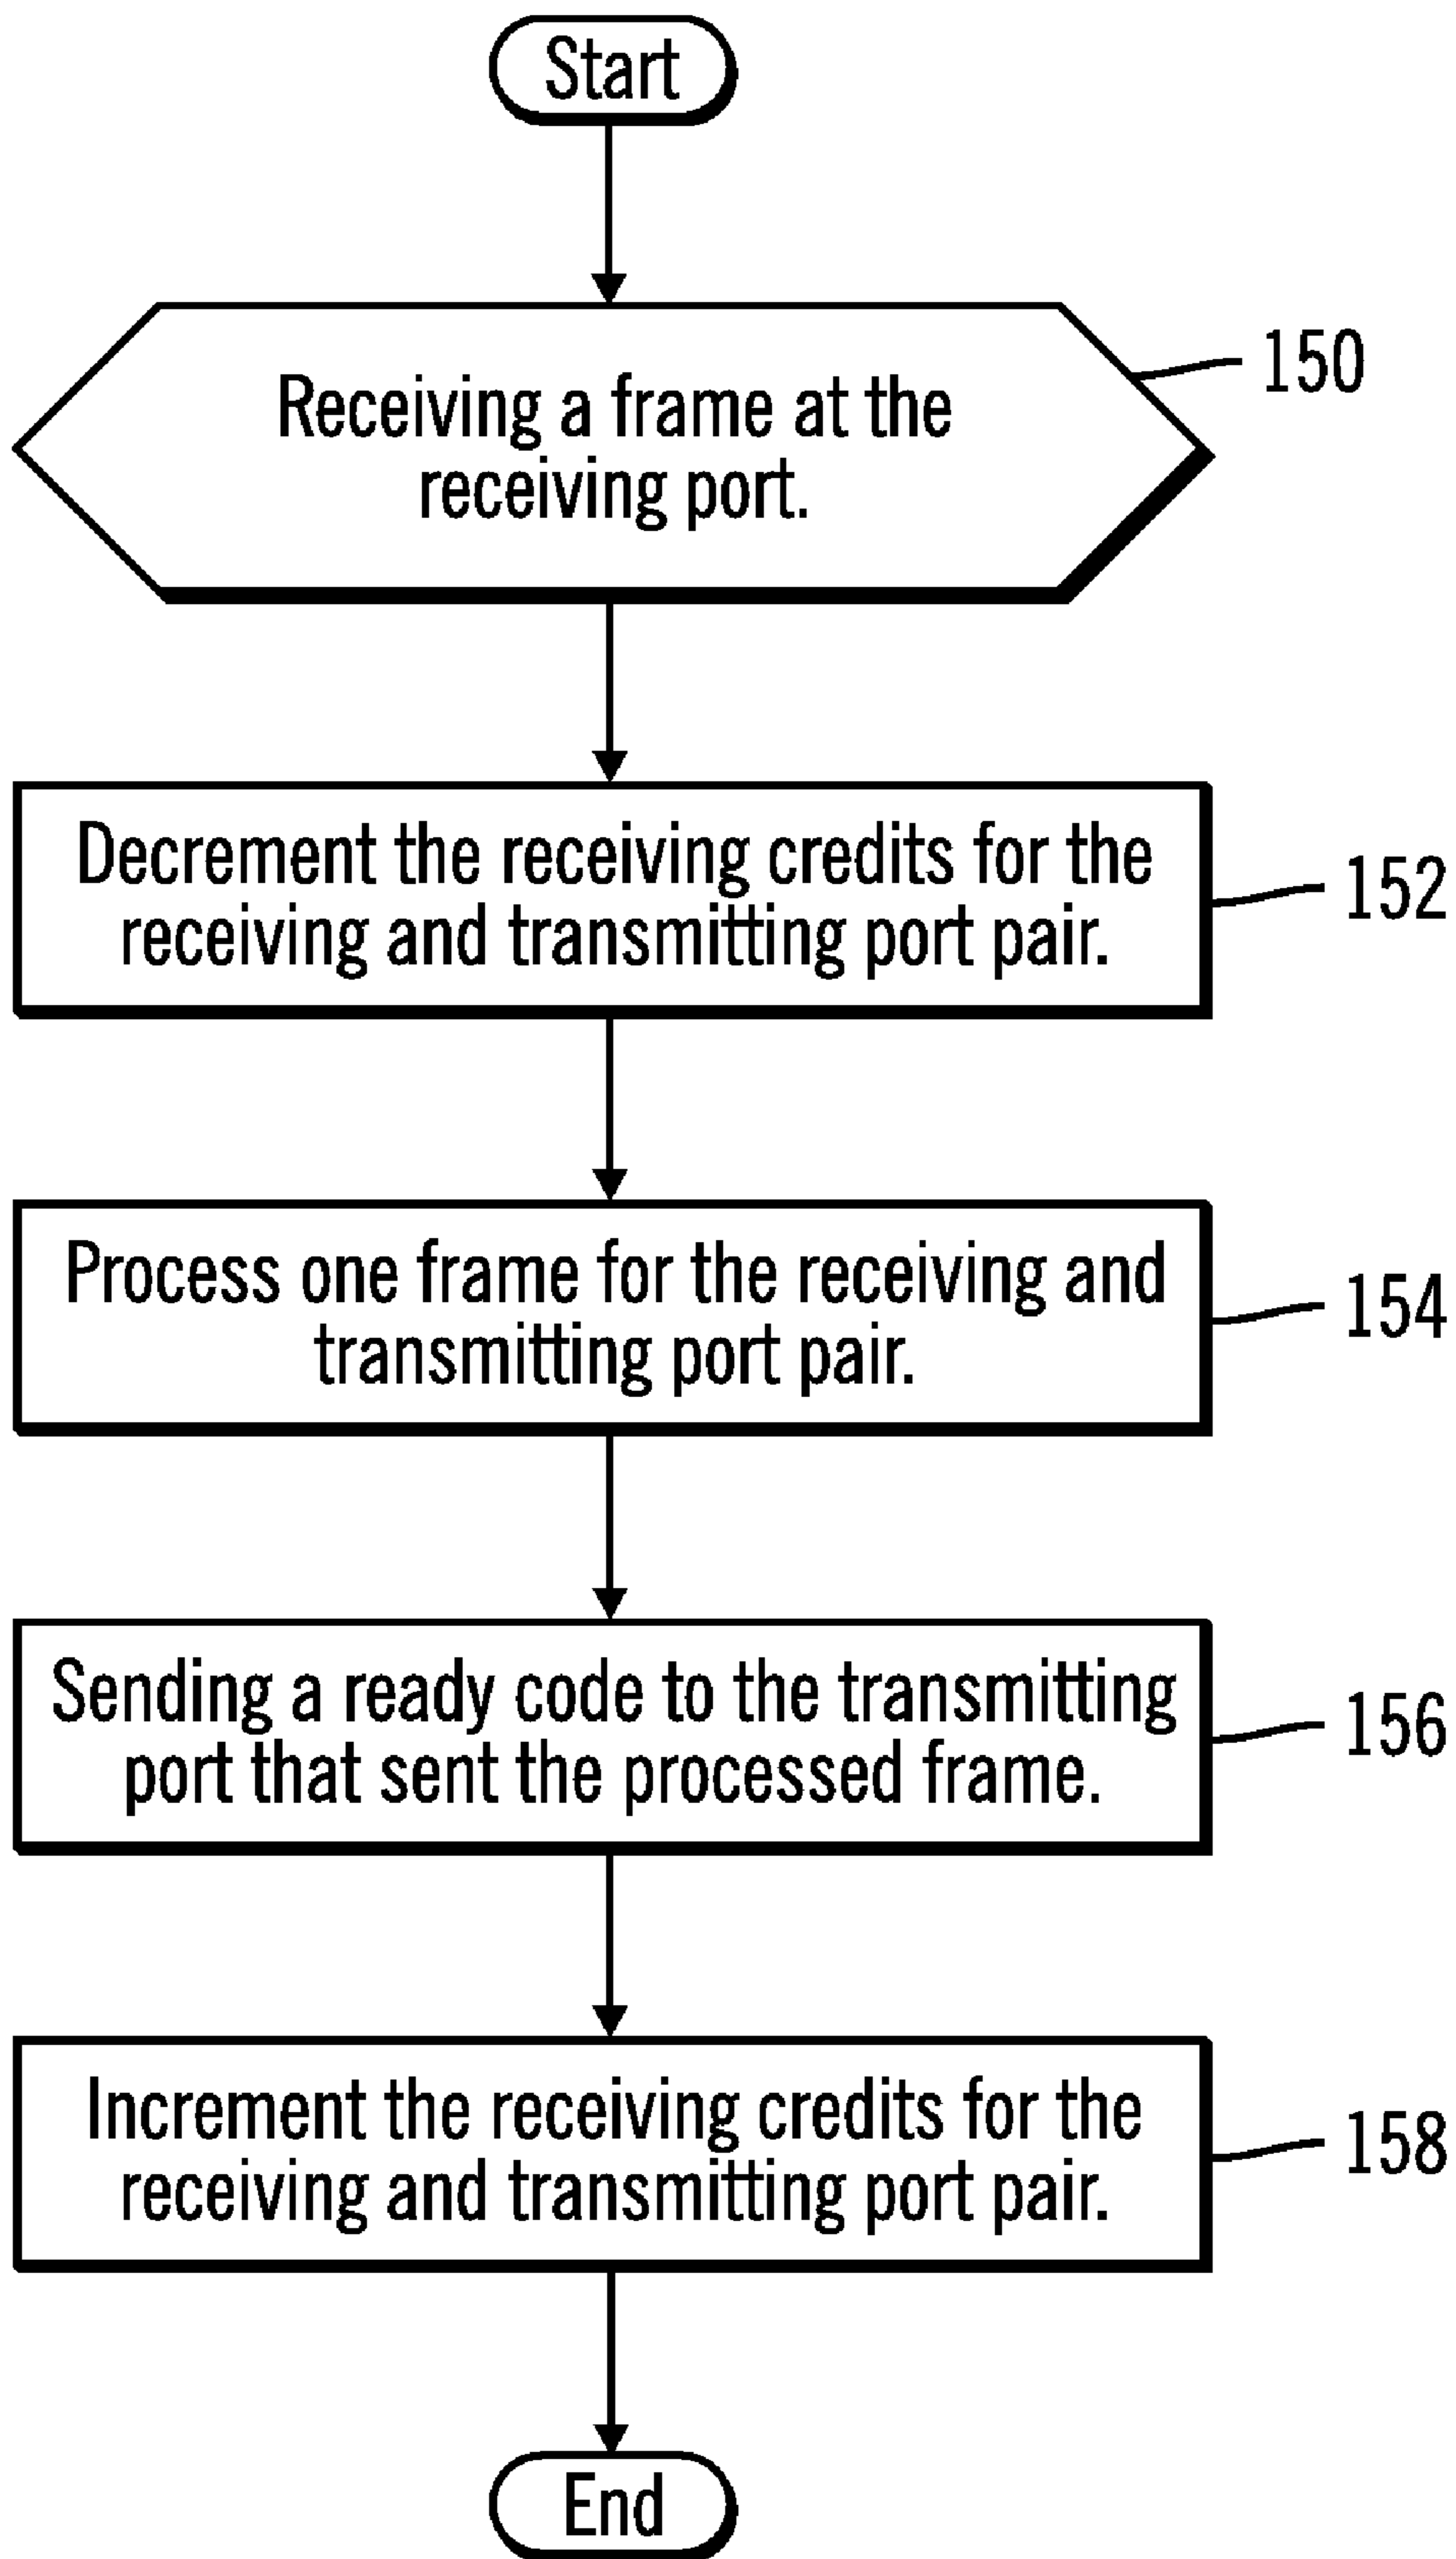 Start
Receiving a frame at the
receiving port.
150
Decrement the receiving credits for the
receiving and transmitting port pair.
152
Process one frame for the receiving and
transmitting port pair.
154
Sending a ready code to the transmitting
port that sent the processed frame.
156
Increment the receiving credits for the
receiving and transmitting port pair.
158
End